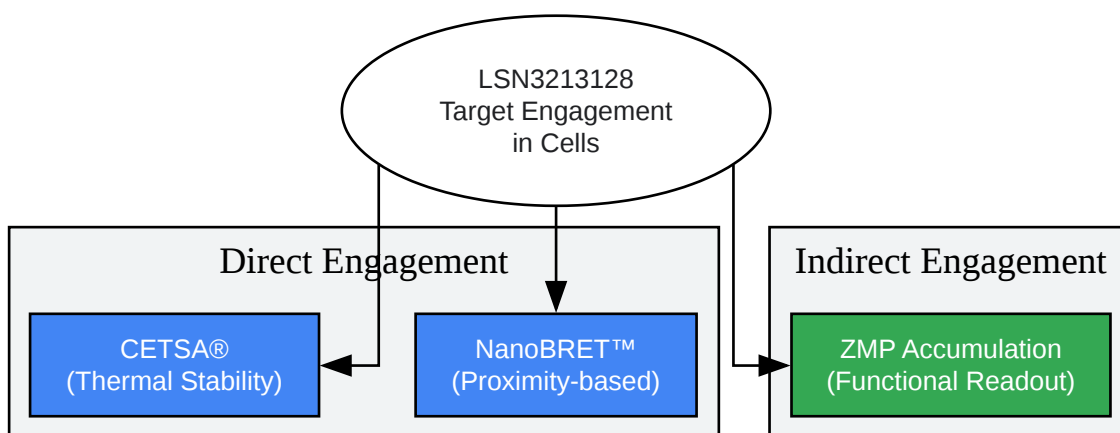 LSN3213128
Target Engagement
in Cells
Direct Engagement
Indirect Engagement
CETSA®
(Thermal Stability)
NanoBRET™
(Proximity-based)
ZMP Accumulation
(Functional Readout)